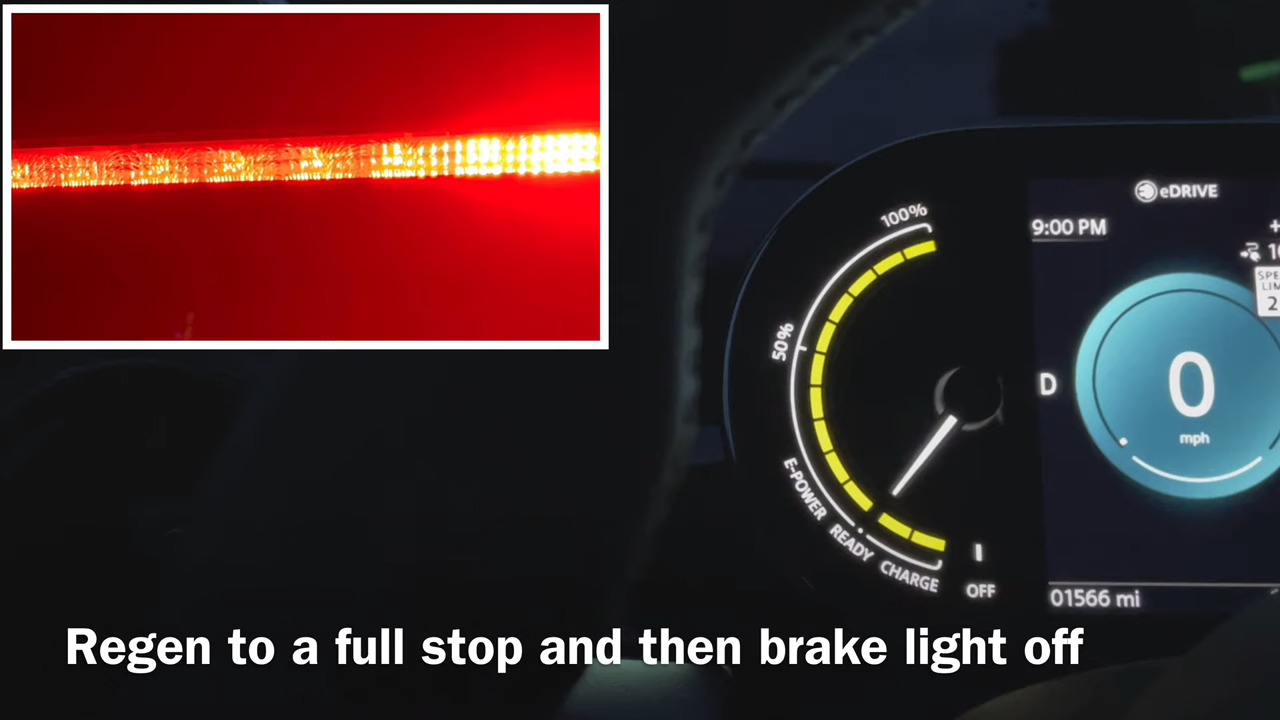 eDRIVE
9:00 PM
100%
50%
D
0
mph
E-POWER
READY
CHARGE
OFF
01566 mi
Regen to a full stop and then brake light off